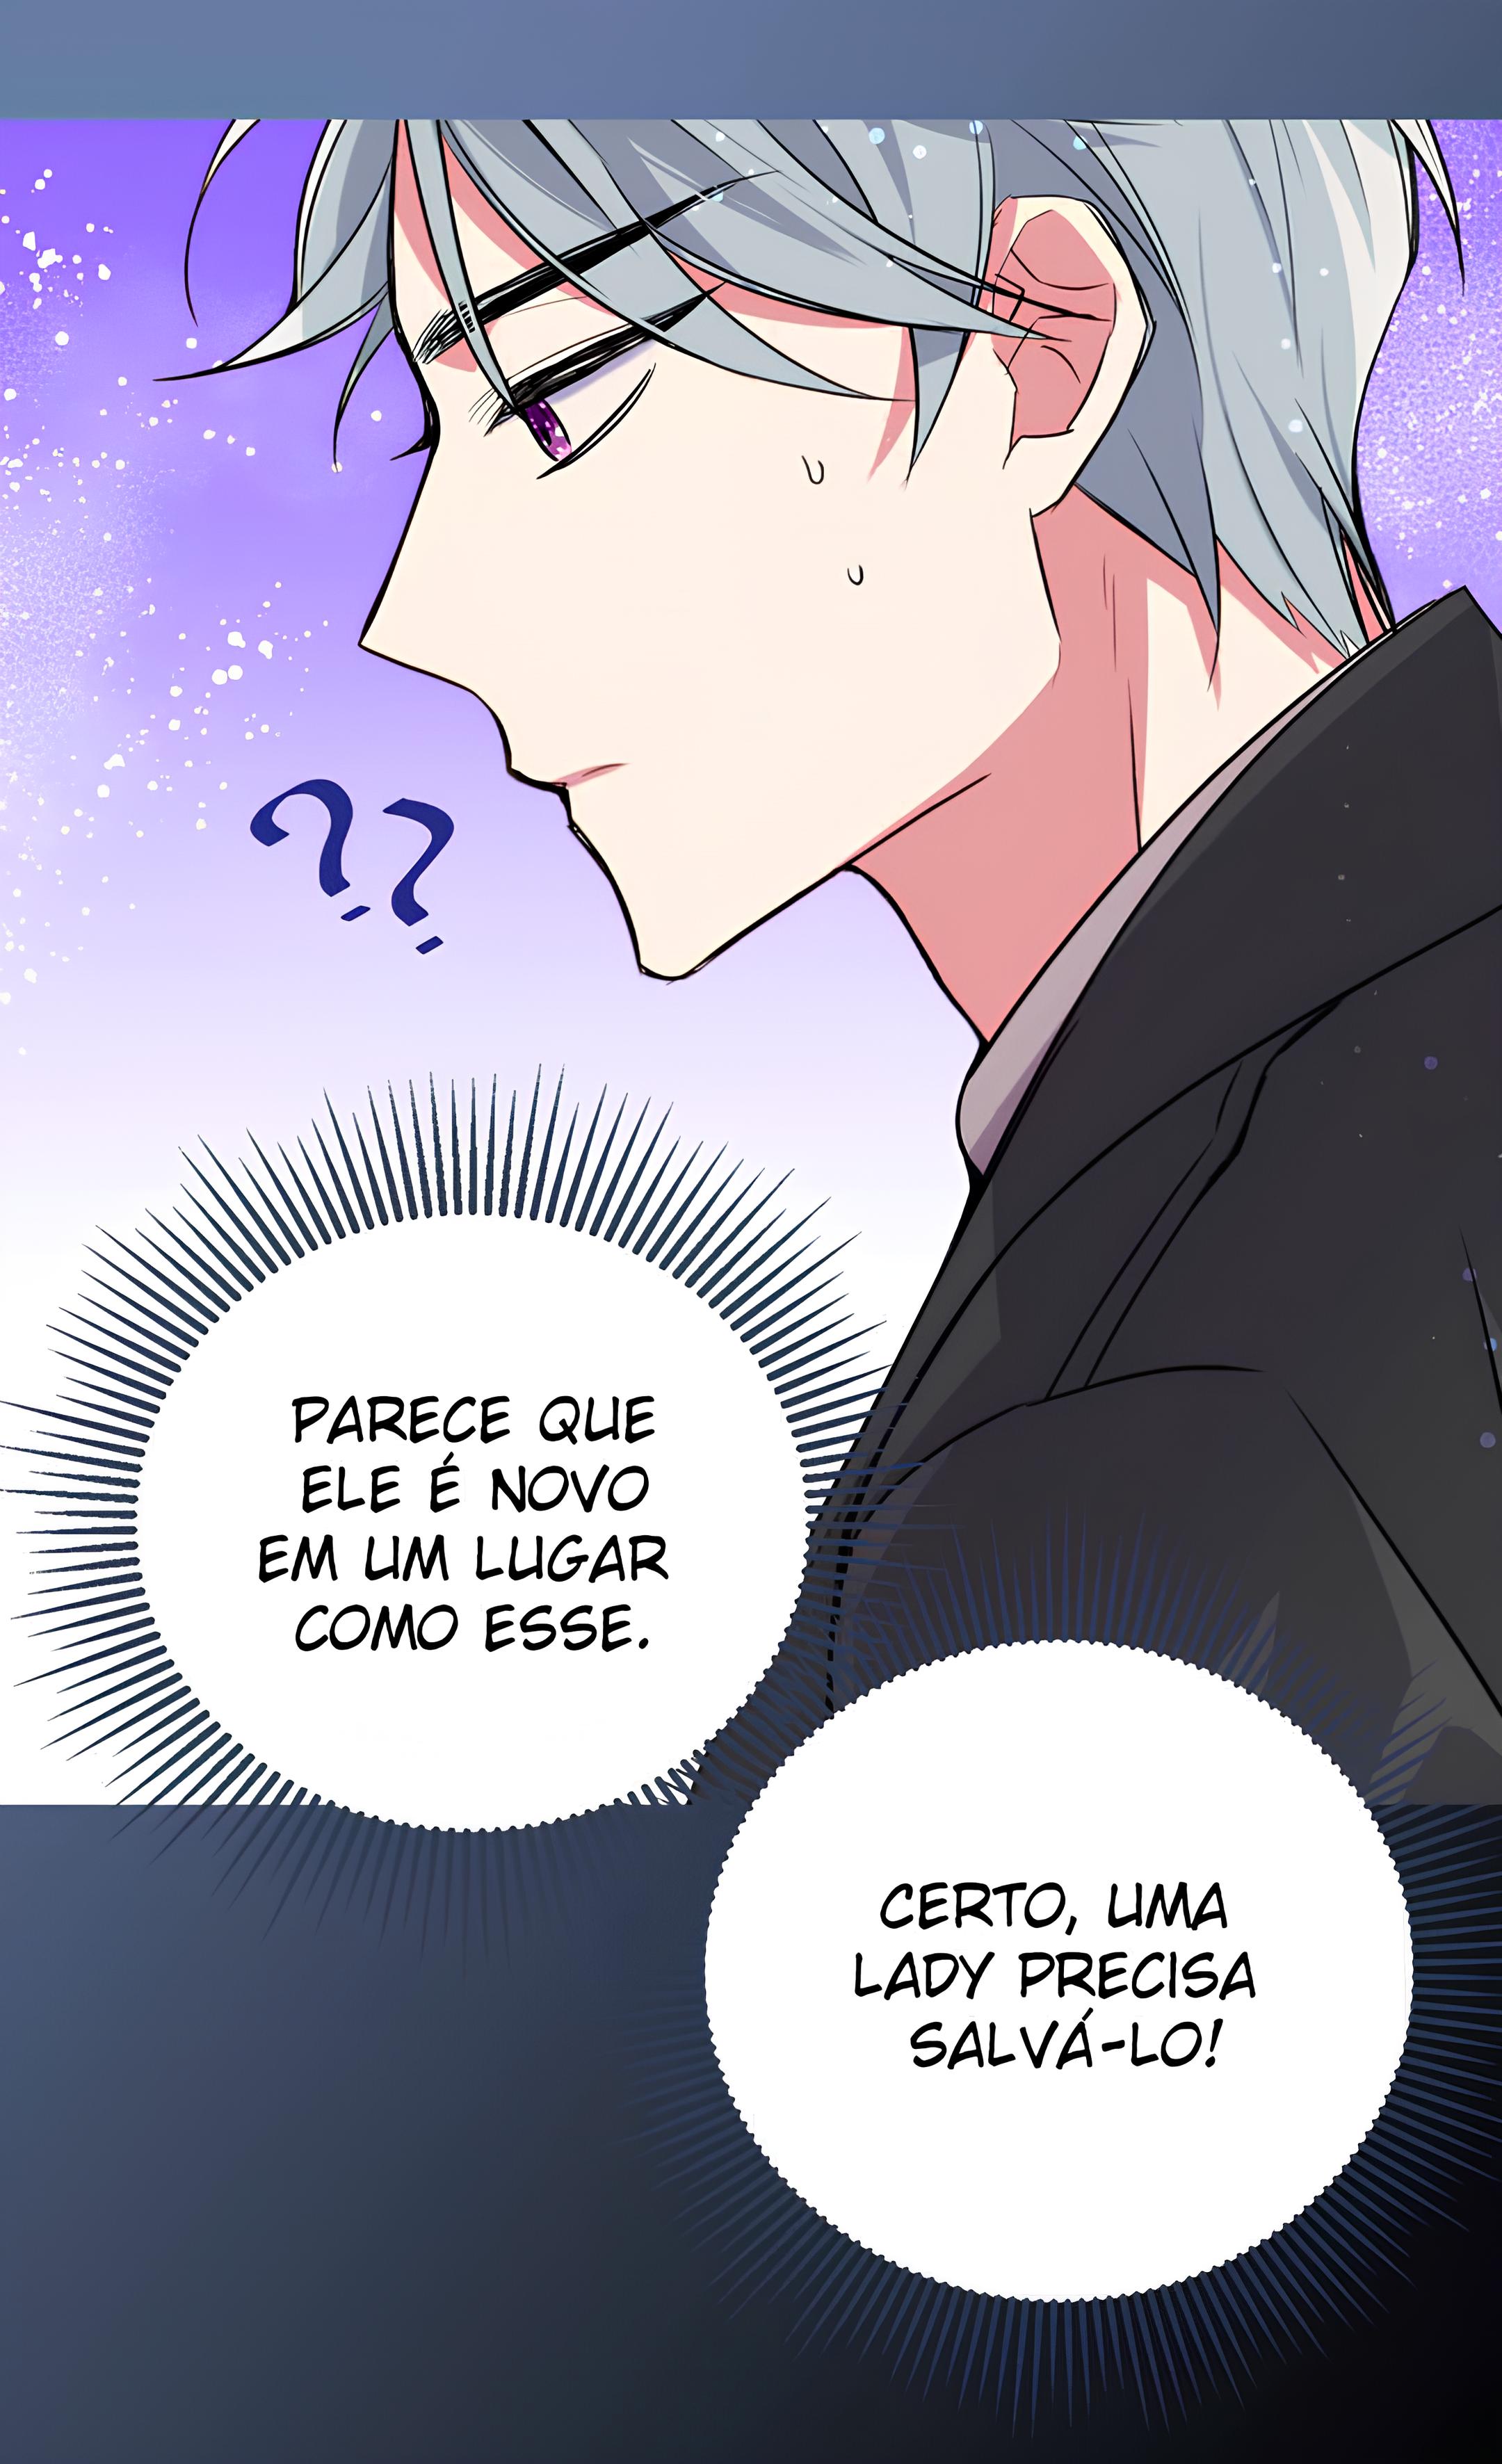 ??
PARECE QUE
ELE É NOVO
EM UM LUGAR
COMO ESSE.
CERTO, UMA
LADY PRECISA
SALVÁ-LO!